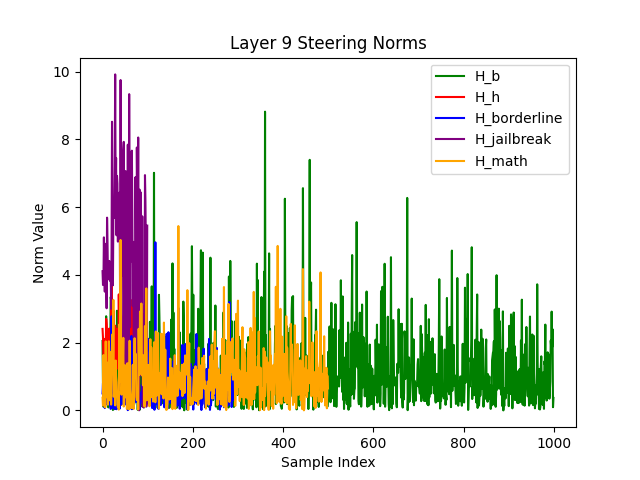 Layer 9 Steering Norms
H_b
H_h
H_borderline
H_jailbreak
H_math
Norm Value
10
8
6
4
2
0
0 200 400 600 800 1000
Sample Index